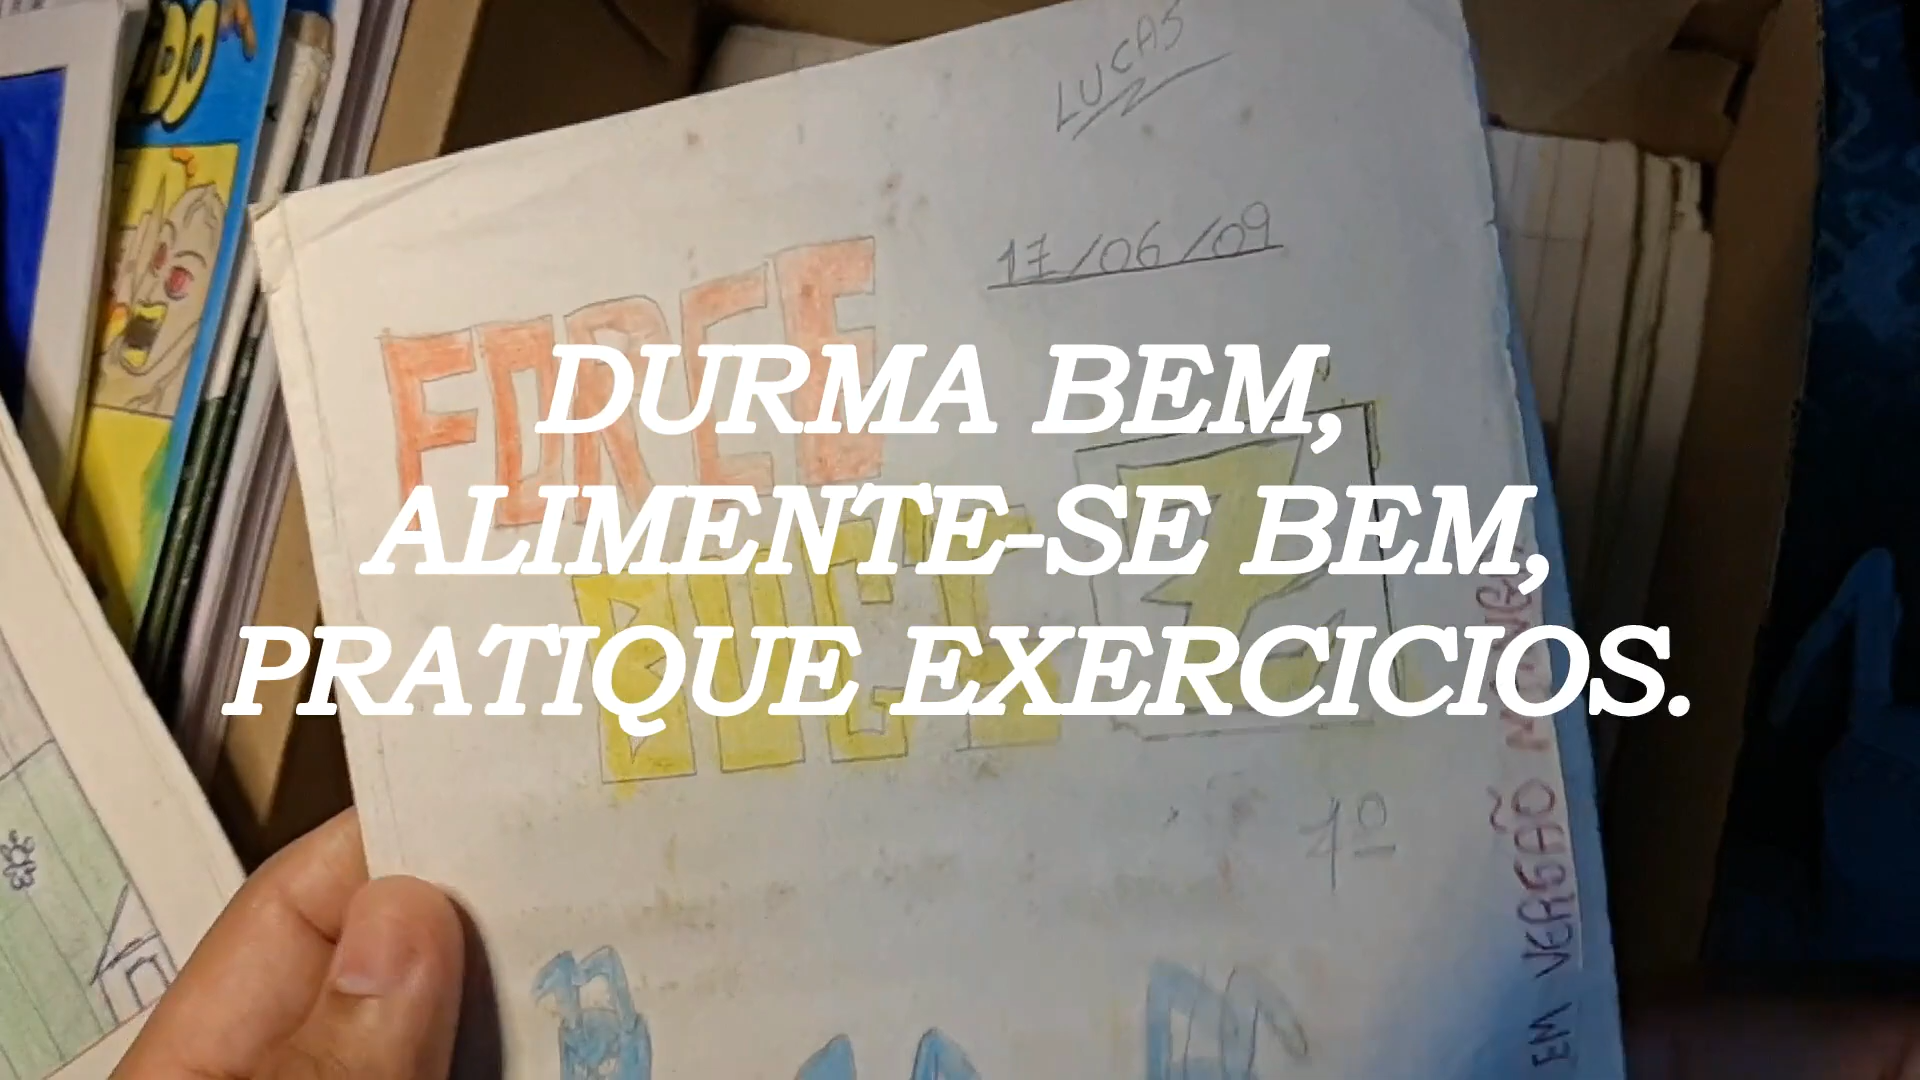 LUCAS
17/06/09
FORCE
DURMA BEM,
ALIMENTE-SE BEM,
PRATIQUE EXERCICIOS.
1º
EM VERSÃO